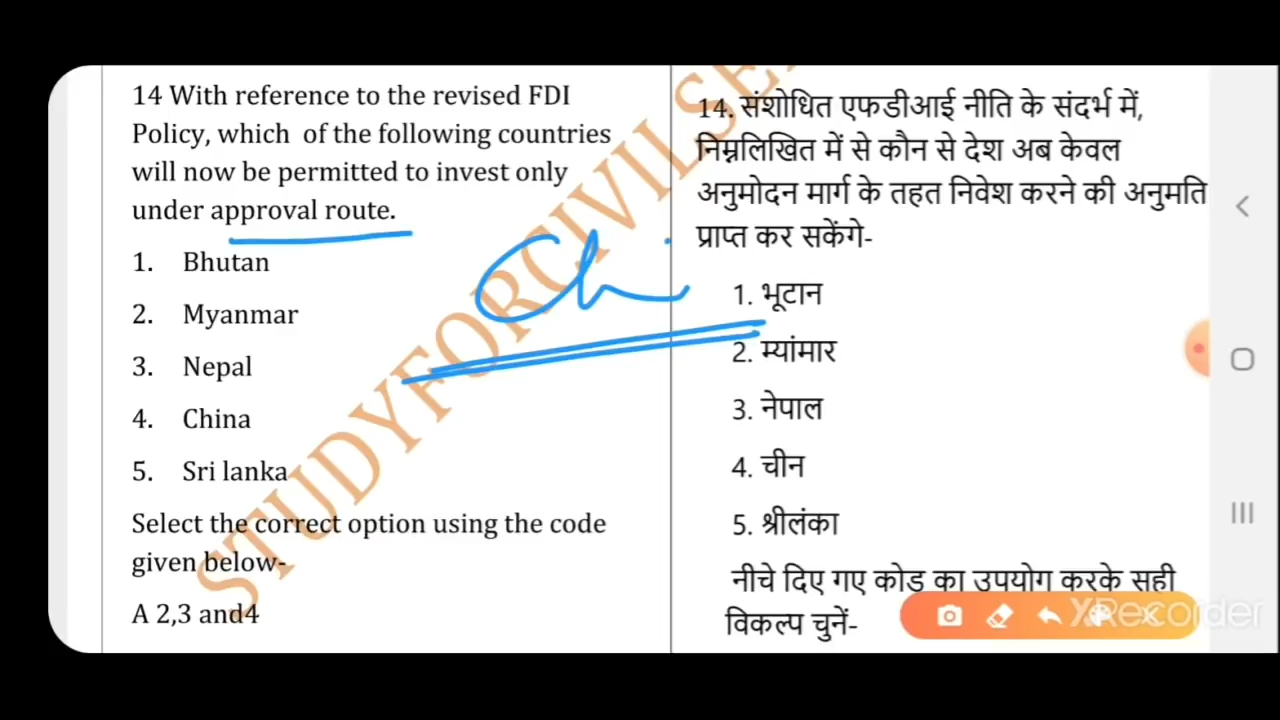 14 With reference to the revised FDI
Policy, which of the following countries
will now be permitted to invest only
under approval route.
1. Bhutan
2. Myanmar
3. Nepal
4. China
5. Sri lanka
Select the correct option using the code
given below-
A 2,3 and4
Chi
14. संशोधित एफडीआई नीति के संदर्भ में,
निम्नलिखित में से कौन से देश अब केवल
अनुमोदन मार्ग के तहत निवेश करने की अनुमति
प्राप्त कर सकेंगे-
1. भूटान
2. म्यांमार
3. नेपाल
4. चीन
5. श्रीलंका
नीचे दिए गए कोड का उपयोग करके सही
विकल्प चुनें-
STUDYFORCIVILSE
XRecorder